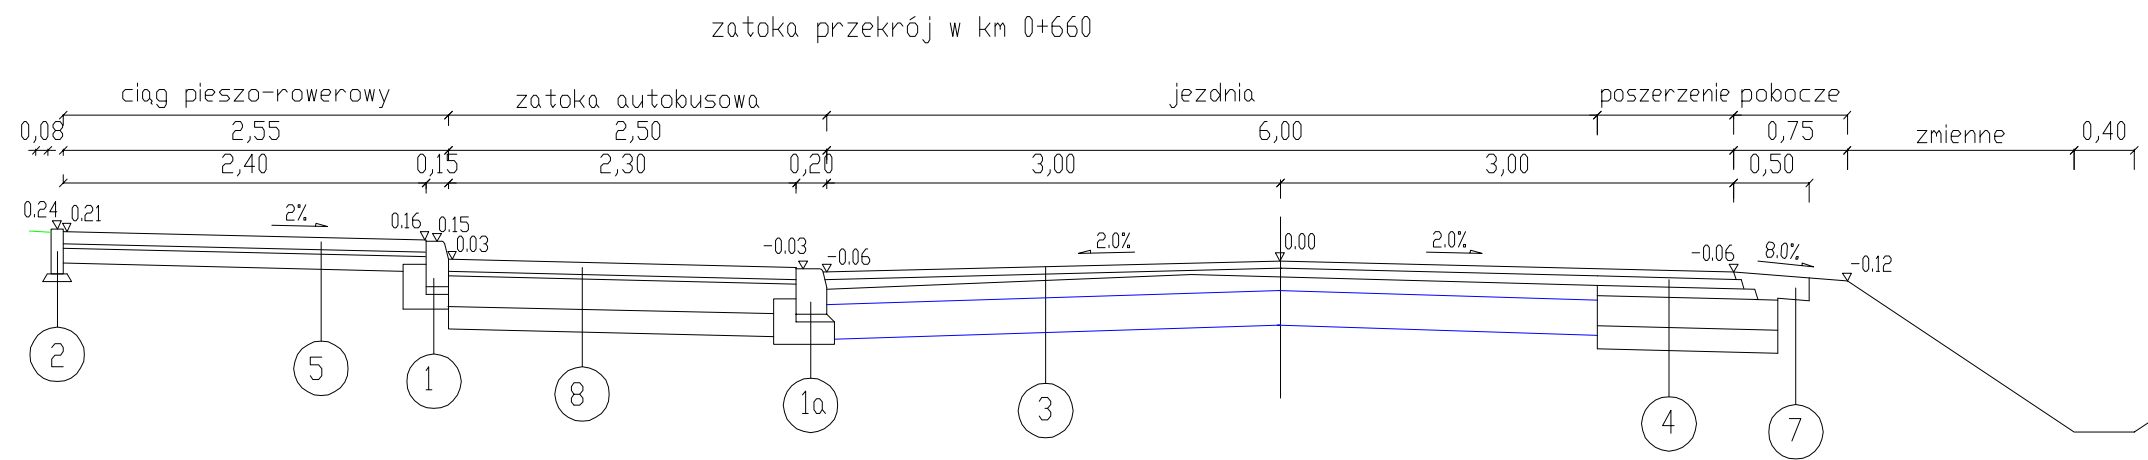 zatoka przekrój w km 0+660
ciąg pieszo-rowerowy zatoka autobusowa jezdnia poszerzenie pobocze
0,08 2,55 2,50 6,00 0,75 zmienne 0,40
2,40 0,15 2,30 0,20 3,00 3,00 0,50
0.24 0.21 2% 0.16 0.15 0.03 -0.03 -0.06 2.0% 0.00 2.0% -0.06 8.0% -0.12
2 5 1 8 1a 3 4 7